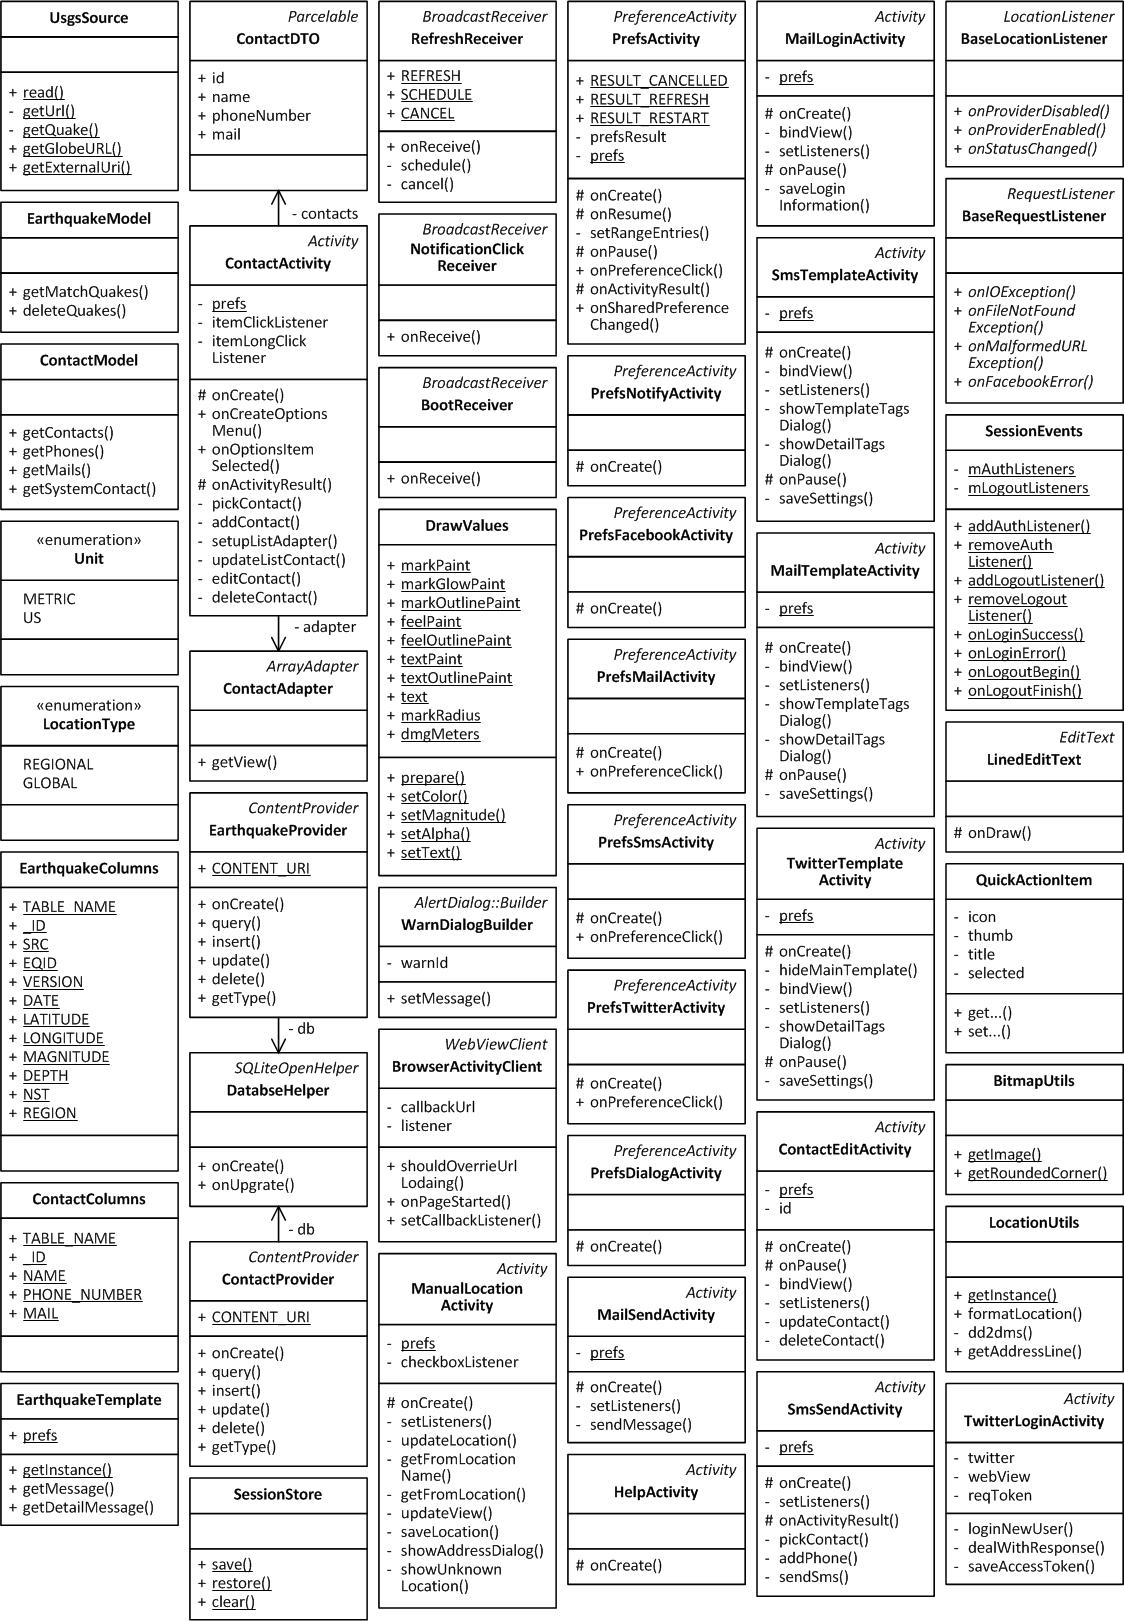 UsgsSource
+ read()
- getUrl()
- getQuake()
+ getGlobeURL()
+ getExternalUri()
EarthquakeModel
+ getMatchQuakes()
+ deleteQuakes()
ContactModel
+ getContacts()
+ getPhones()
+ getMails()
+ getSystemContact()
«enumeration»
Unit
METRIC
US
«enumeration»
LocationType
REGIONAL
GLOBAL
EarthquakeColumns
+ TABLE_NAME
+ _ID
+ SRC
+ EQID
+ VERSION
+ DATE
+ LATITUDE
+ LONGITUDE
+ MAGNITUDE
+ DEPTH
+ NST
+ REGION
ContactColumns
+ TABLE_NAME
+ _ID
+ NAME
+ PHONE_NUMBER
+ MAIL
EarthquakeTemplate
+ prefs
+ getInstance()
+ getMessage()
+ getDetailMessage()
Parcelable
ContactDTO
+ id
+ name
+ phoneNumber
+ mail
- contacts
Activity
ContactActivity
- prefs
- itemClickListener
- itemLongClick
Listener
# onCreate()
+ onCreateOptions
Menu()
+ onOptionsItem
Selected()
# onActivityResult()
- pickContact()
- addContact()
- setupListAdapter()
- updateListContact()
- editContact()
- deleteContact()
- adapter
ArrayAdapter
ContactAdapter
+ getView()
ContentProvider
EarthquakeProvider
+ CONTENT_URI
+ onCreate()
+ query()
+ insert()
+ update()
+ delete()
+ getType()
- db
SQLiteOpenHelper
DatabseHelper
+ onCreate()
+ onUpgrate()
- db
ContentProvider
ContactProvider
+ CONTENT_URI
+ onCreate()
+ query()
+ insert()
+ update()
+ delete()
+ getType()
SessionStore
+ save()
+ restore()
+ clear()
BroadcastReceiver
RefreshReceiver
+ REFRESH
+ SCHEDULE
+ CANCEL
+ onReceive()
- schedule()
- cancel()
BroadcastReceiver
NotificationClick
Receiver
+ onReceive()
BroadcastReceiver
BootReceiver
+ onReceive()
DrawValues
+ markPaint
+ markGlowPaint
+ markOutlinePaint
+ feelPaint
+ feelOutlinePaint
+ textPaint
+ textOutlinePaint
+ text
+ markRadius
+ dmgMeters
+ prepare()
+ setColor()
+ setMagnitude()
+ setAlpha()
+ setText()
AlertDialog::Builder
WarnDialogBuilder
- warnId
+ setMessage()
WebViewClient
BrowserActivityClient
- callbackUrl
- listener
+ shouldOverrieUrl
Lodaing()
+ onPageStarted()
+ setCallbackListener()
Activity
ManualLocation
Activity
- prefs
- checkboxListener
# onCreate()
- setListeners()
- updateLocation()
- getFromLocation
Name()
- getFromLocation()
- updateView()
- saveLocation()
- showAddressDialog()
- showUnknown
Location()
PreferenceActivity
PrefsActivity
+ RESULT_CANCELLED
+ RESULT_REFRESH
+ RESULT_RESTART
- prefsResult
- prefs
# onCreate()
# onResume()
- setRangeEntries()
# onPause()
+ onPreferenceClick()
# onActivityResult()
+ onSharedPreference
Changed()
PreferenceActivity
PrefsNotifyActivity
# onCreate()
PreferenceActivity
PrefsFacebookActivity
# onCreate()
PreferenceActivity
PrefsMailActivity
# onCreate()
+ onPreferenceClick()
PreferenceActivity
PrefsSmsActivity
# onCreate()
+ onPreferenceClick()
PreferenceActivity
PrefsTwitterActivity
# onCreate()
+ onPreferenceClick()
PreferenceActivity
PrefsDialogActivity
# onCreate()
Activity
MailSendActivity
- prefs
# onCreate()
- setListeners()
- sendMessage()
Activity
HelpActivity
# onCreate()
Activity
MailLoginActivity
- prefs
# onCreate()
- bindView()
- setListeners()
# onPause()
- saveLogin
Information()
Activity
SmsTemplateActivity
- prefs
# onCreate()
- bindView()
- setListeners()
- showTemplateTags
Dialog()
- showDetailTags
Dialog()
# onPause()
- saveSettings()
Activity
MailTemplateActivity
- prefs
# onCreate()
- bindView()
- setListeners()
- showTemplateTags
Dialog()
- showDetailTags
Dialog()
# onPause()
- saveSettings()
Activity
TwitterTemplate
Activity
- prefs
# onCreate()
- hideMainTemplate()
- bindView()
- setListeners()
- showDetailTags
Dialog()
# onPause()
- saveSettings()
Activity
ContactEditActivity
- prefs
- id
# onCreate()
# onPause()
- bindView()
- setListeners()
- updateContact()
- deleteContact()
Activity
SmsSendActivity
- prefs
# onCreate()
- setListeners()
# onActivityResult()
- pickContact()
- addPhone()
- sendSms()
LocationListener
BaseLocationListener
+ onProviderDisabled()
+ onProviderEnabled()
+ onStatusChanged()
RequestListener
BaseRequestListener
+ onIOException()
+ onFileNotFound
Exception()
+ onMalformedURL
Exception()
+ onFacebookError()
SessionEvents
- mAuthListeners
- mLogoutListeners
+ addAuthListener()
+ removeAuth
Listener()
+ addLogoutListener()
+ removeLogout
Listener()
+ onLoginSuccess()
+ onLoginError()
+ onLogoutBegin()
+ onLogoutFinish()
EditText
LinedEditText
# onDraw()
QuickActionItem
- icon
- thumb
- title
- selected
+ get...()
+ set...()
BitmapUtils
+ getImage()
+ getRoundedCorner()
LocationUtils
+ getInstance()
+ formatLocation()
- dd2dms()
+ getAddressLine()
Activity
TwitterLoginActivity
- twitter
- webView
- reqToken
- loginNewUser()
- dealWithResponse()
- saveAccessToken()